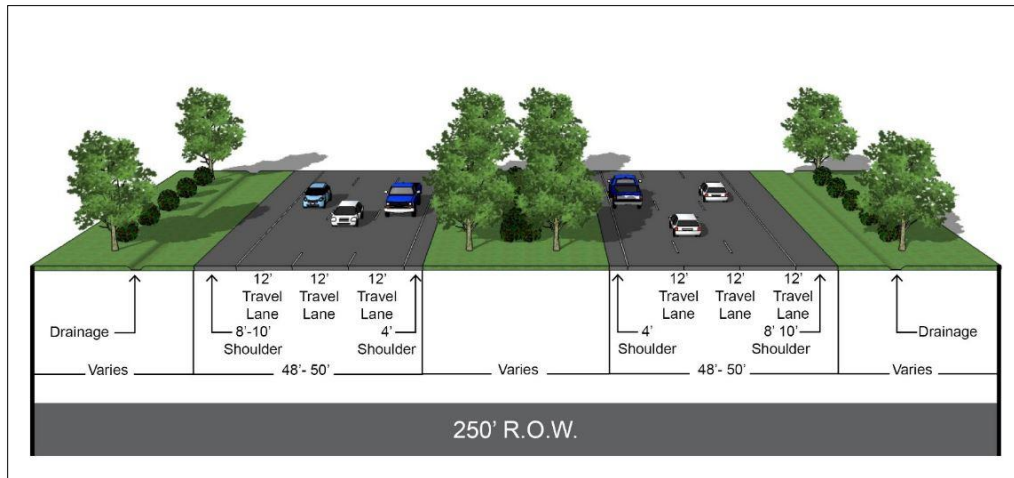 12’ 12’ 12’ 12’ 12’ 12’
Travel Travel Travel Travel Travel Travel
Lane Lane Lane Lane Lane Lane
Drainage 8’-10’ 4’ 4’ 8’ 10’ Drainage
Shoulder Shoulder Shoulder Shoulder
Varies 48’- 50’ Varies 48’- 50’ Varies
250’ R.O.W.